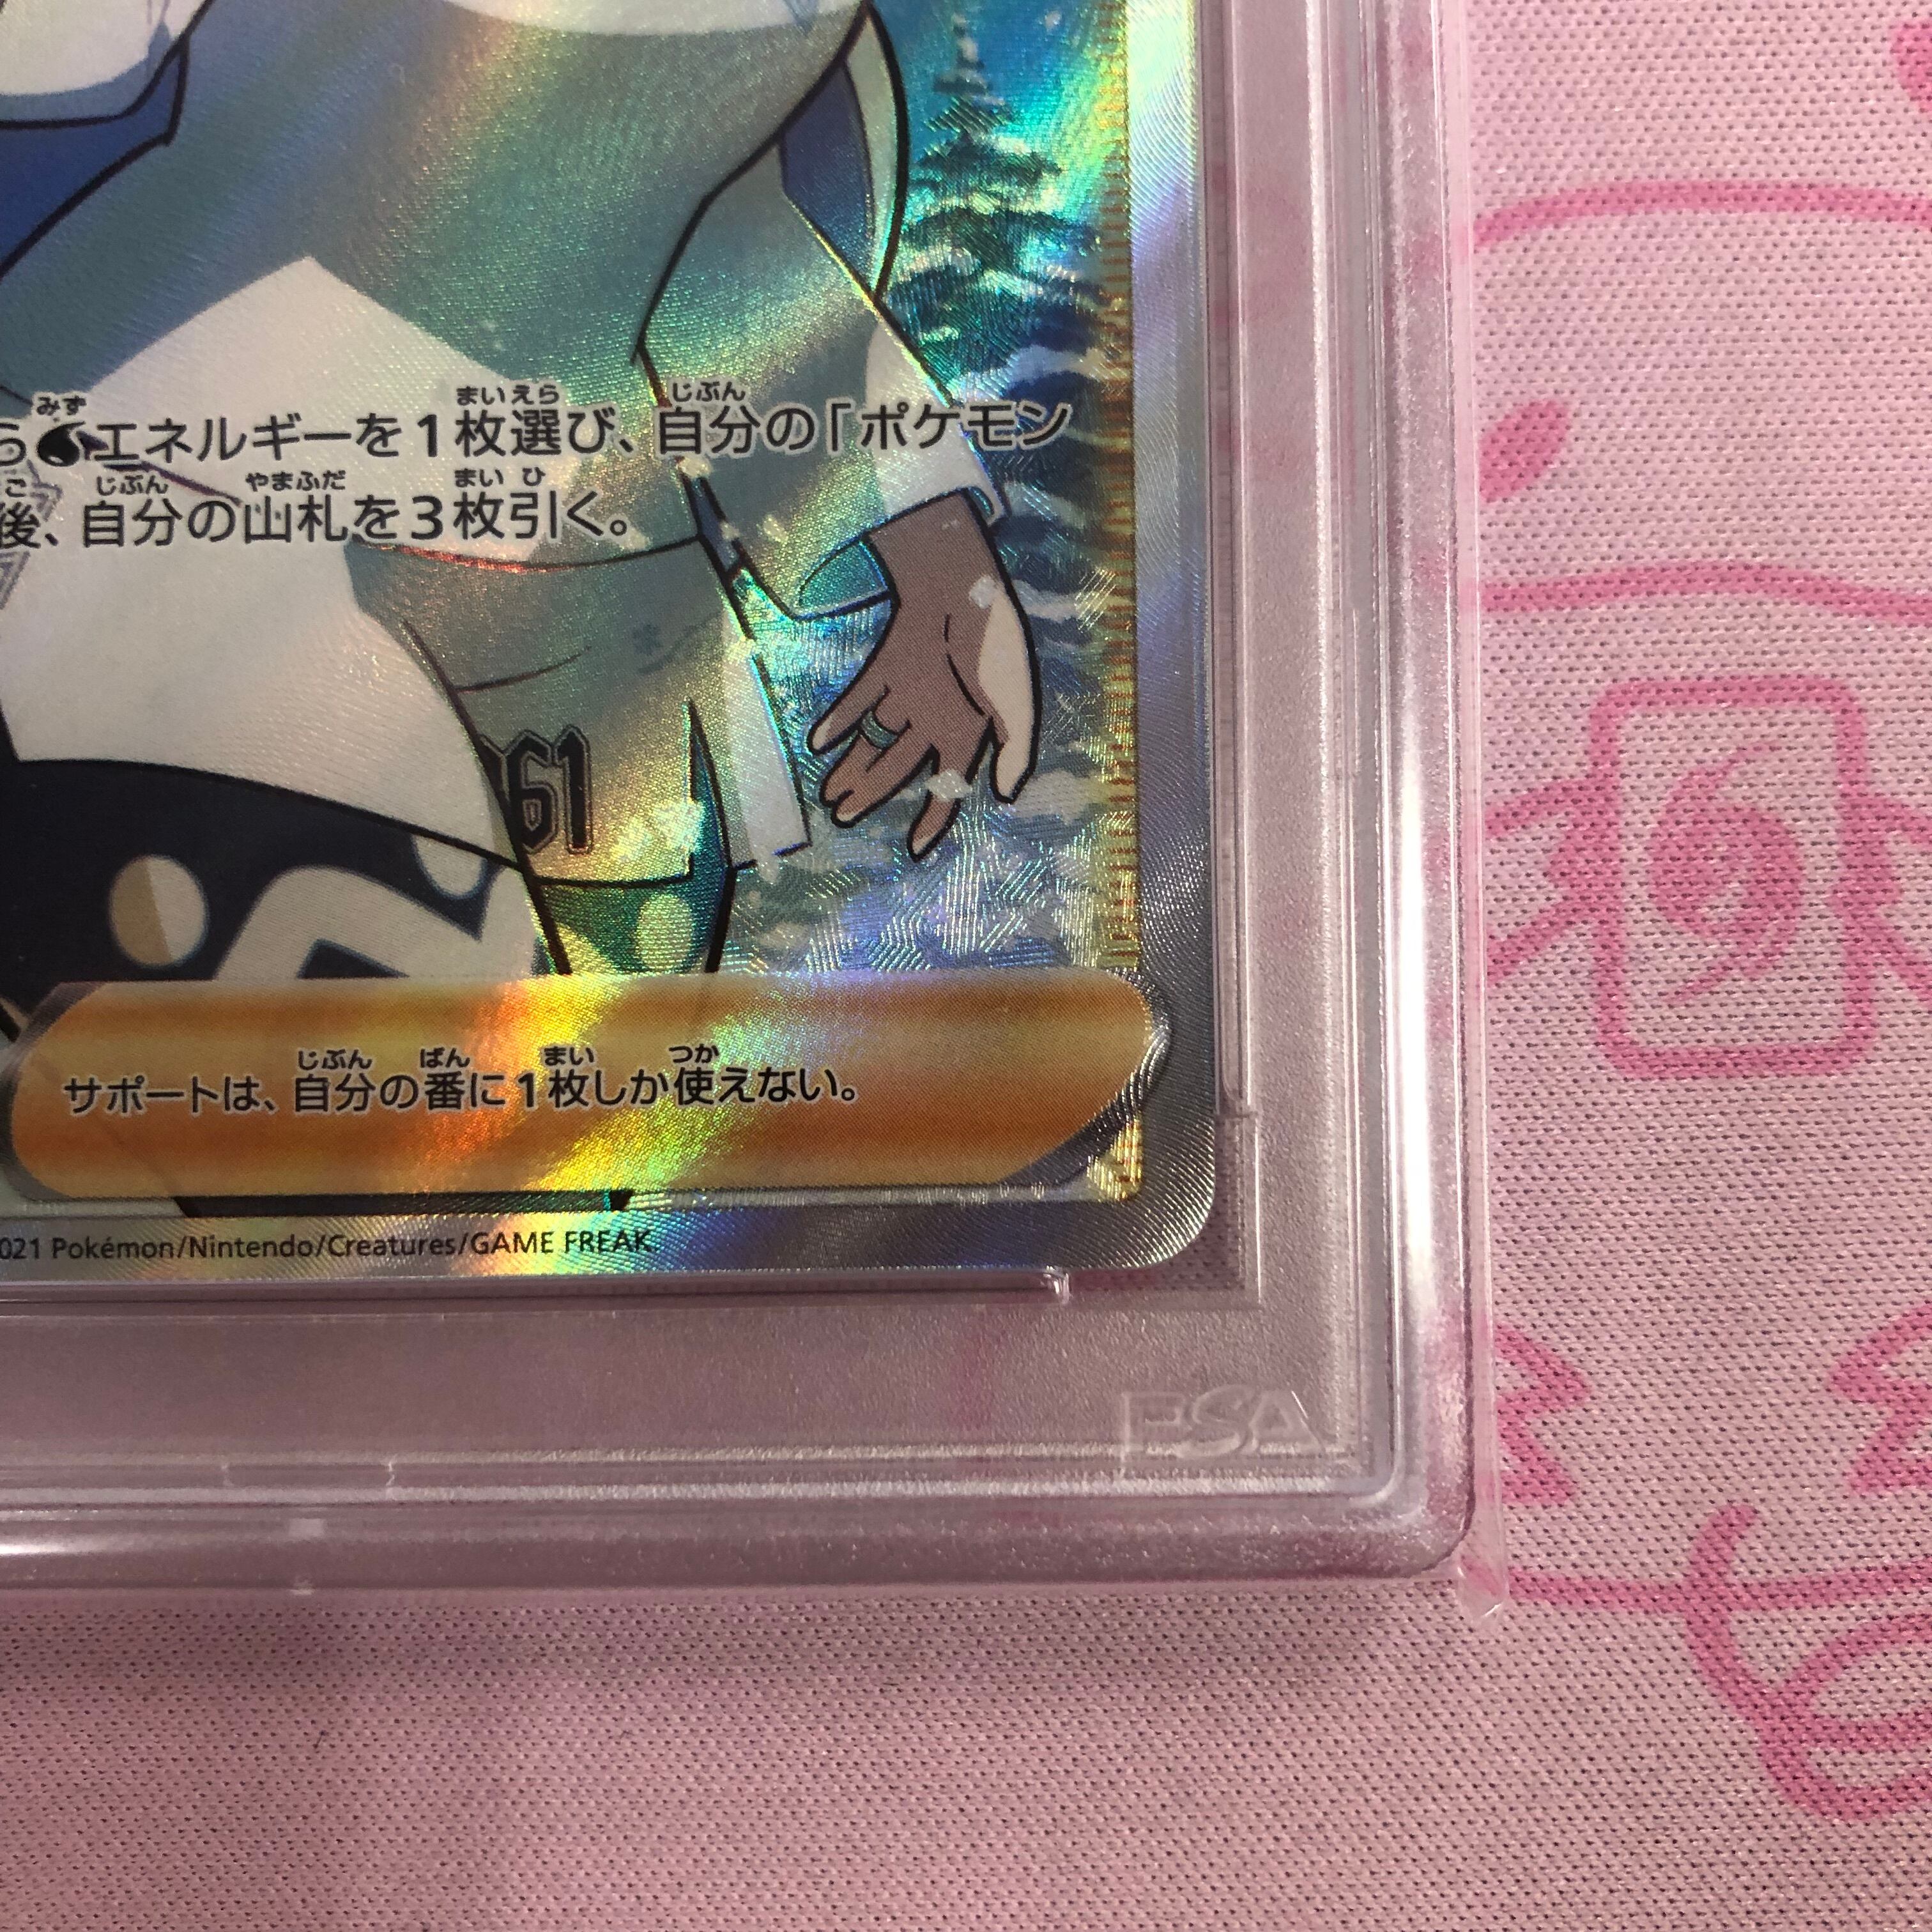 ら エネルギーを1枚選び、自分の「ポケモン
後、自分の山札を3枚引く。
61
サポートは、自分の番に1枚しか使えない。
021 Pokémon/Nintendo/Creatures/GAME FREAK.
PSA